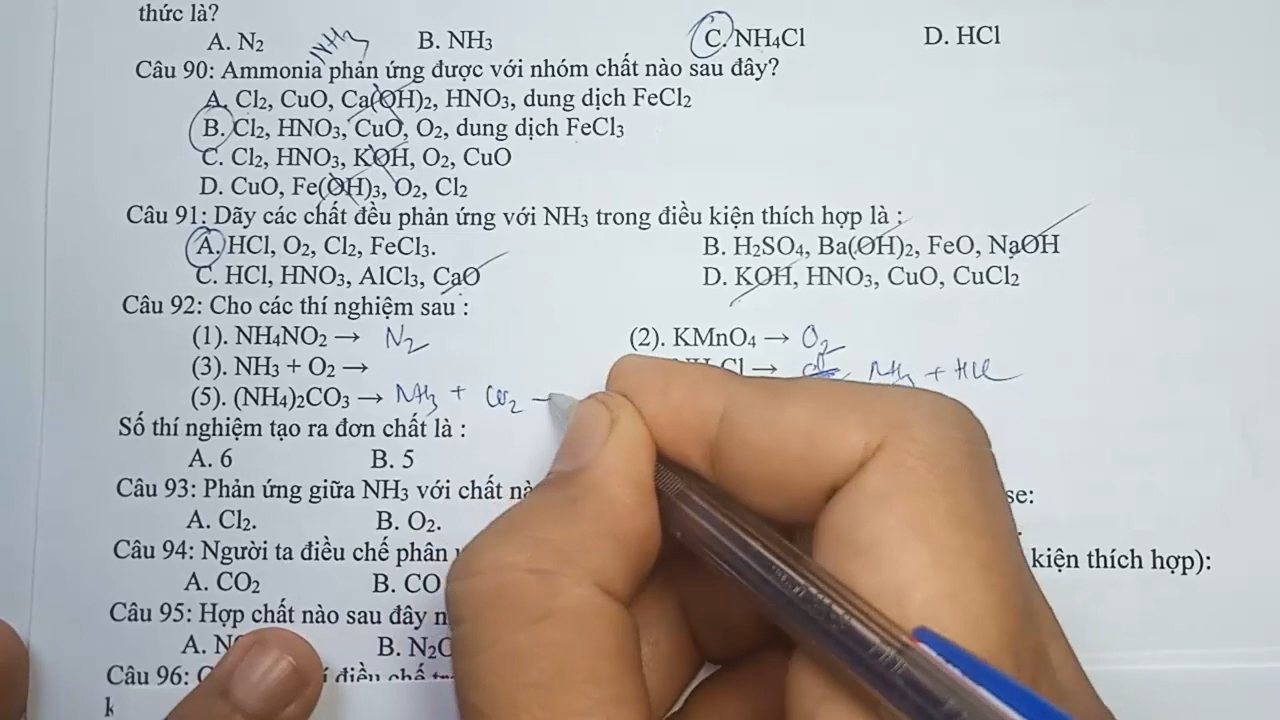 thức là?
A. N2 NH3 B. NH3 C. NH4Cl D. HCl
Câu 90: Ammonia phản ứng được với nhóm chất nào sau đây?
A. Cl2, CuO, Ca(OH)2, HNO3, dung dịch FeCl2
B. Cl2, HNO3, CuO, O2, dung dịch FeCl3
C. Cl2, HNO3, KOH, O2, CuO
D. CuO, Fe(OH)3, O2, Cl2
Câu 91: Dãy các chất đều phản ứng với NH3 trong điều kiện thích hợp là :
A. HCl, O2, Cl2, FeCl3. B. H2SO4, Ba(OH)2, FeO, NaOH
C. HCl, HNO3, AlCl3, CaO D. KOH, HNO3, CuO, CuCl2
Câu 92: Cho các thí nghiệm sau :
(1). NH4NO2 → N2 (2). KMnO4 → O2
(3). NH3 + O2 → Cl → NH3 + HCl
(5). (NH4)2CO3 → NH3 + CO2
Số thí nghiệm tạo ra đơn chất là :
A. 6 B. 5
Câu 93: Phản ứng giữa NH3 với chất se:
A. Cl2. B. O2.
Câu 94: Người ta điều chế phân kiện thích hợp):
A. CO2 B. CO
Câu 95: Hợp chất nào sau đây
A. B.
Câu 96: điều chế